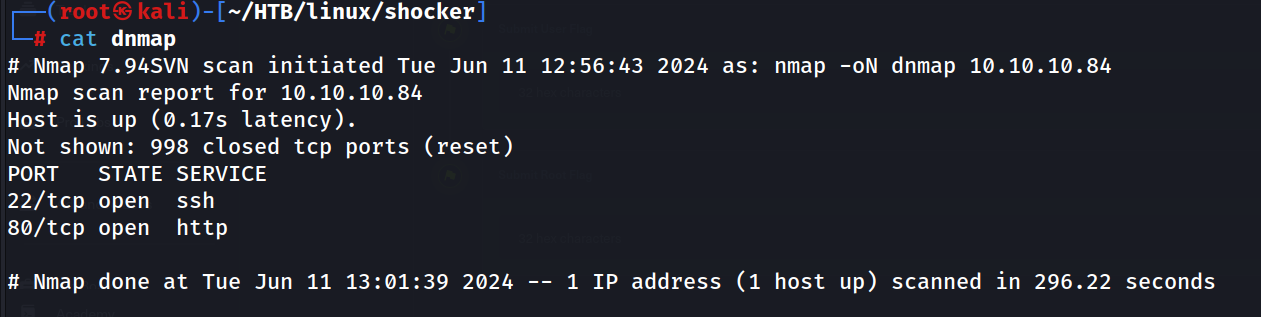 ┌──(root㉿kali)-[~/HTB/linux/shocker]
└─# cat dnmap
# Nmap 7.94SVN scan initiated Tue Jun 11 12:56:43 2024 as: nmap -oN dnmap 10.10.10.84
Nmap scan report for 10.10.10.84
Host is up (0.17s latency).
Not shown: 998 closed tcp ports (reset)
PORT   STATE SERVICE
22/tcp open  ssh
80/tcp open  http
# Nmap done at Tue Jun 11 13:01:39 2024 -- 1 IP address (1 host up) scanned in 296.22 seconds